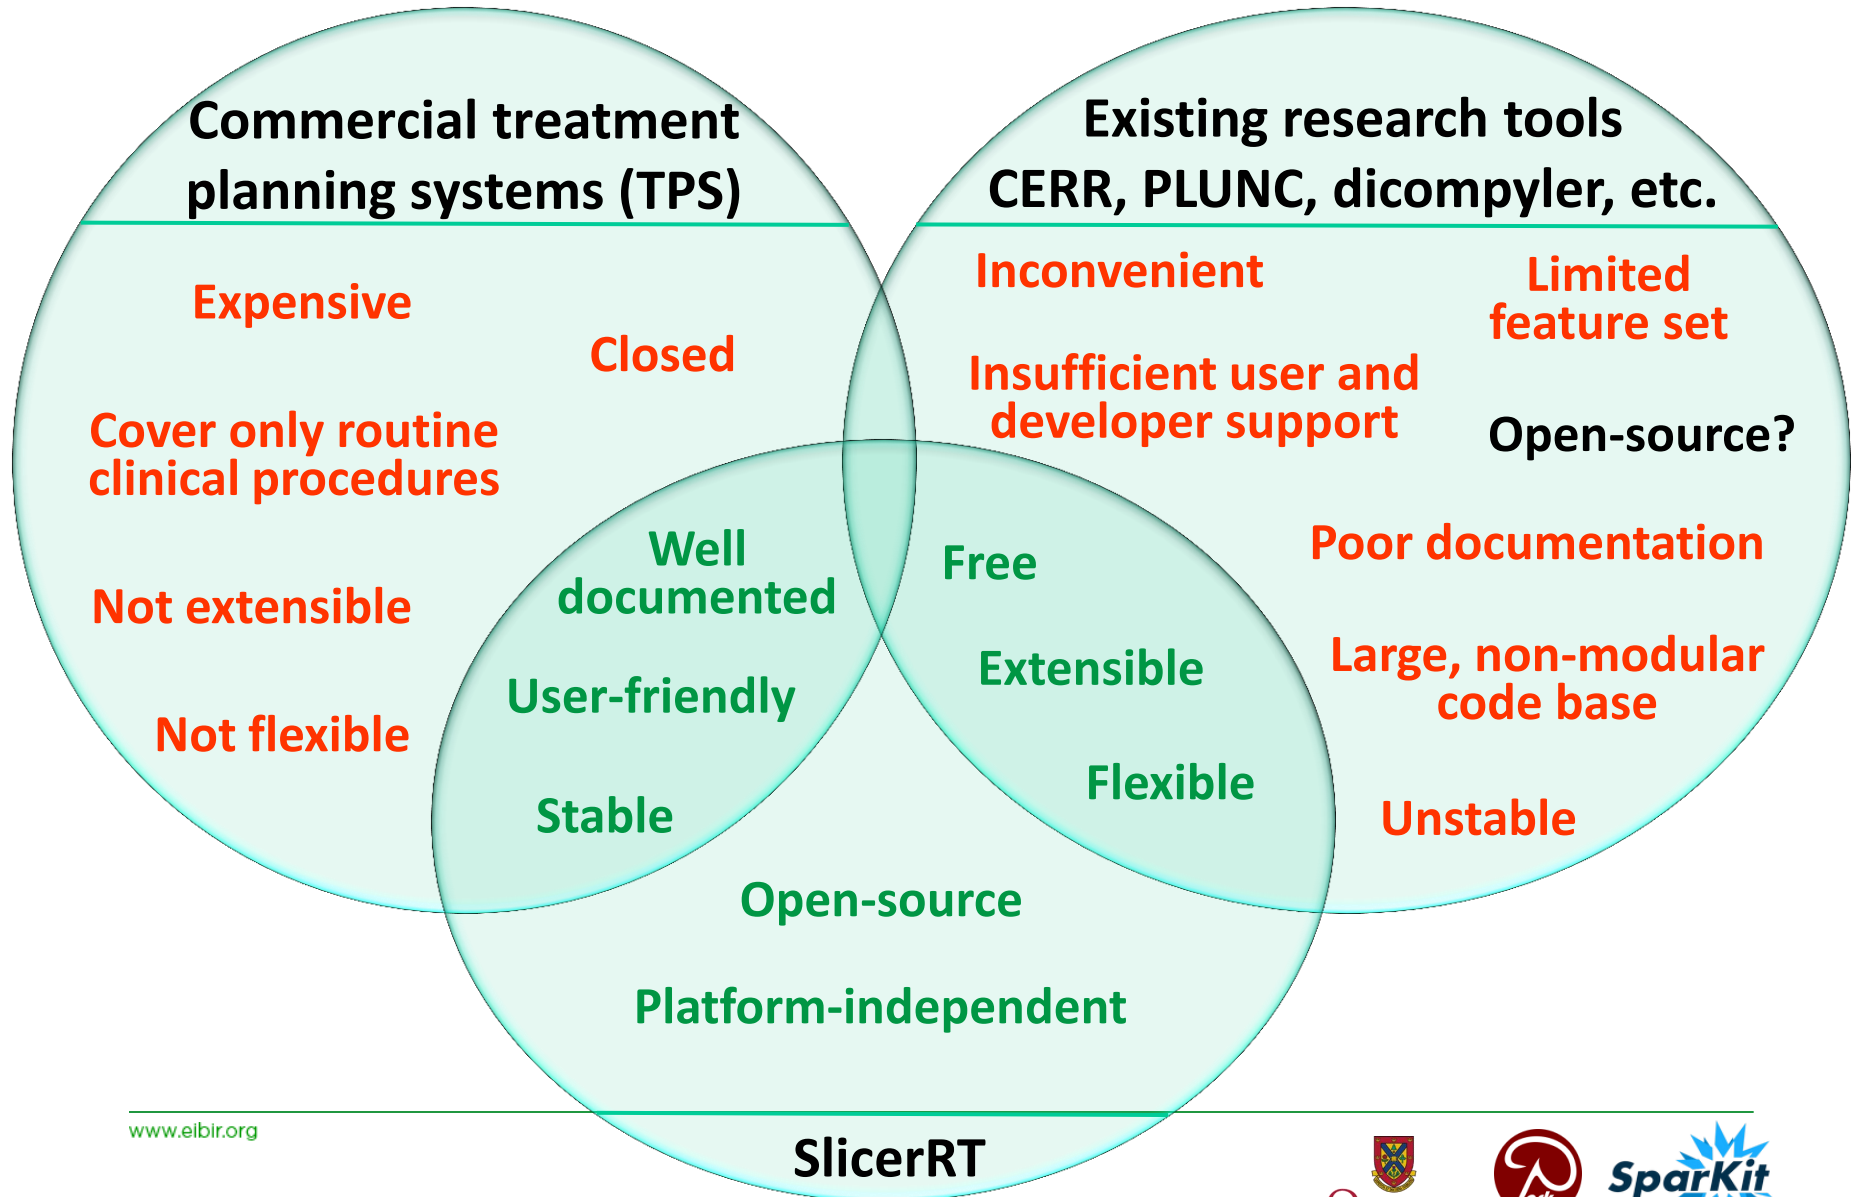 Commercial treatment
planning systems (TPS)
Existing research tools
CERR, PLUNC, dicompyler, etc.
Expensive
Closed
Cover only routine
clinical procedures
Not extensible
Not flexible
Well
documented
User-friendly
Stable
Inconvenient
Limited
feature set
Insufficient user and
developer support
Open-source?
Poor documentation
Large, non-modular
code base
Unstable
Free
Extensible
Flexible
Open-source
Platform-independent
SlicerRT
www.eibir.org
SparKit